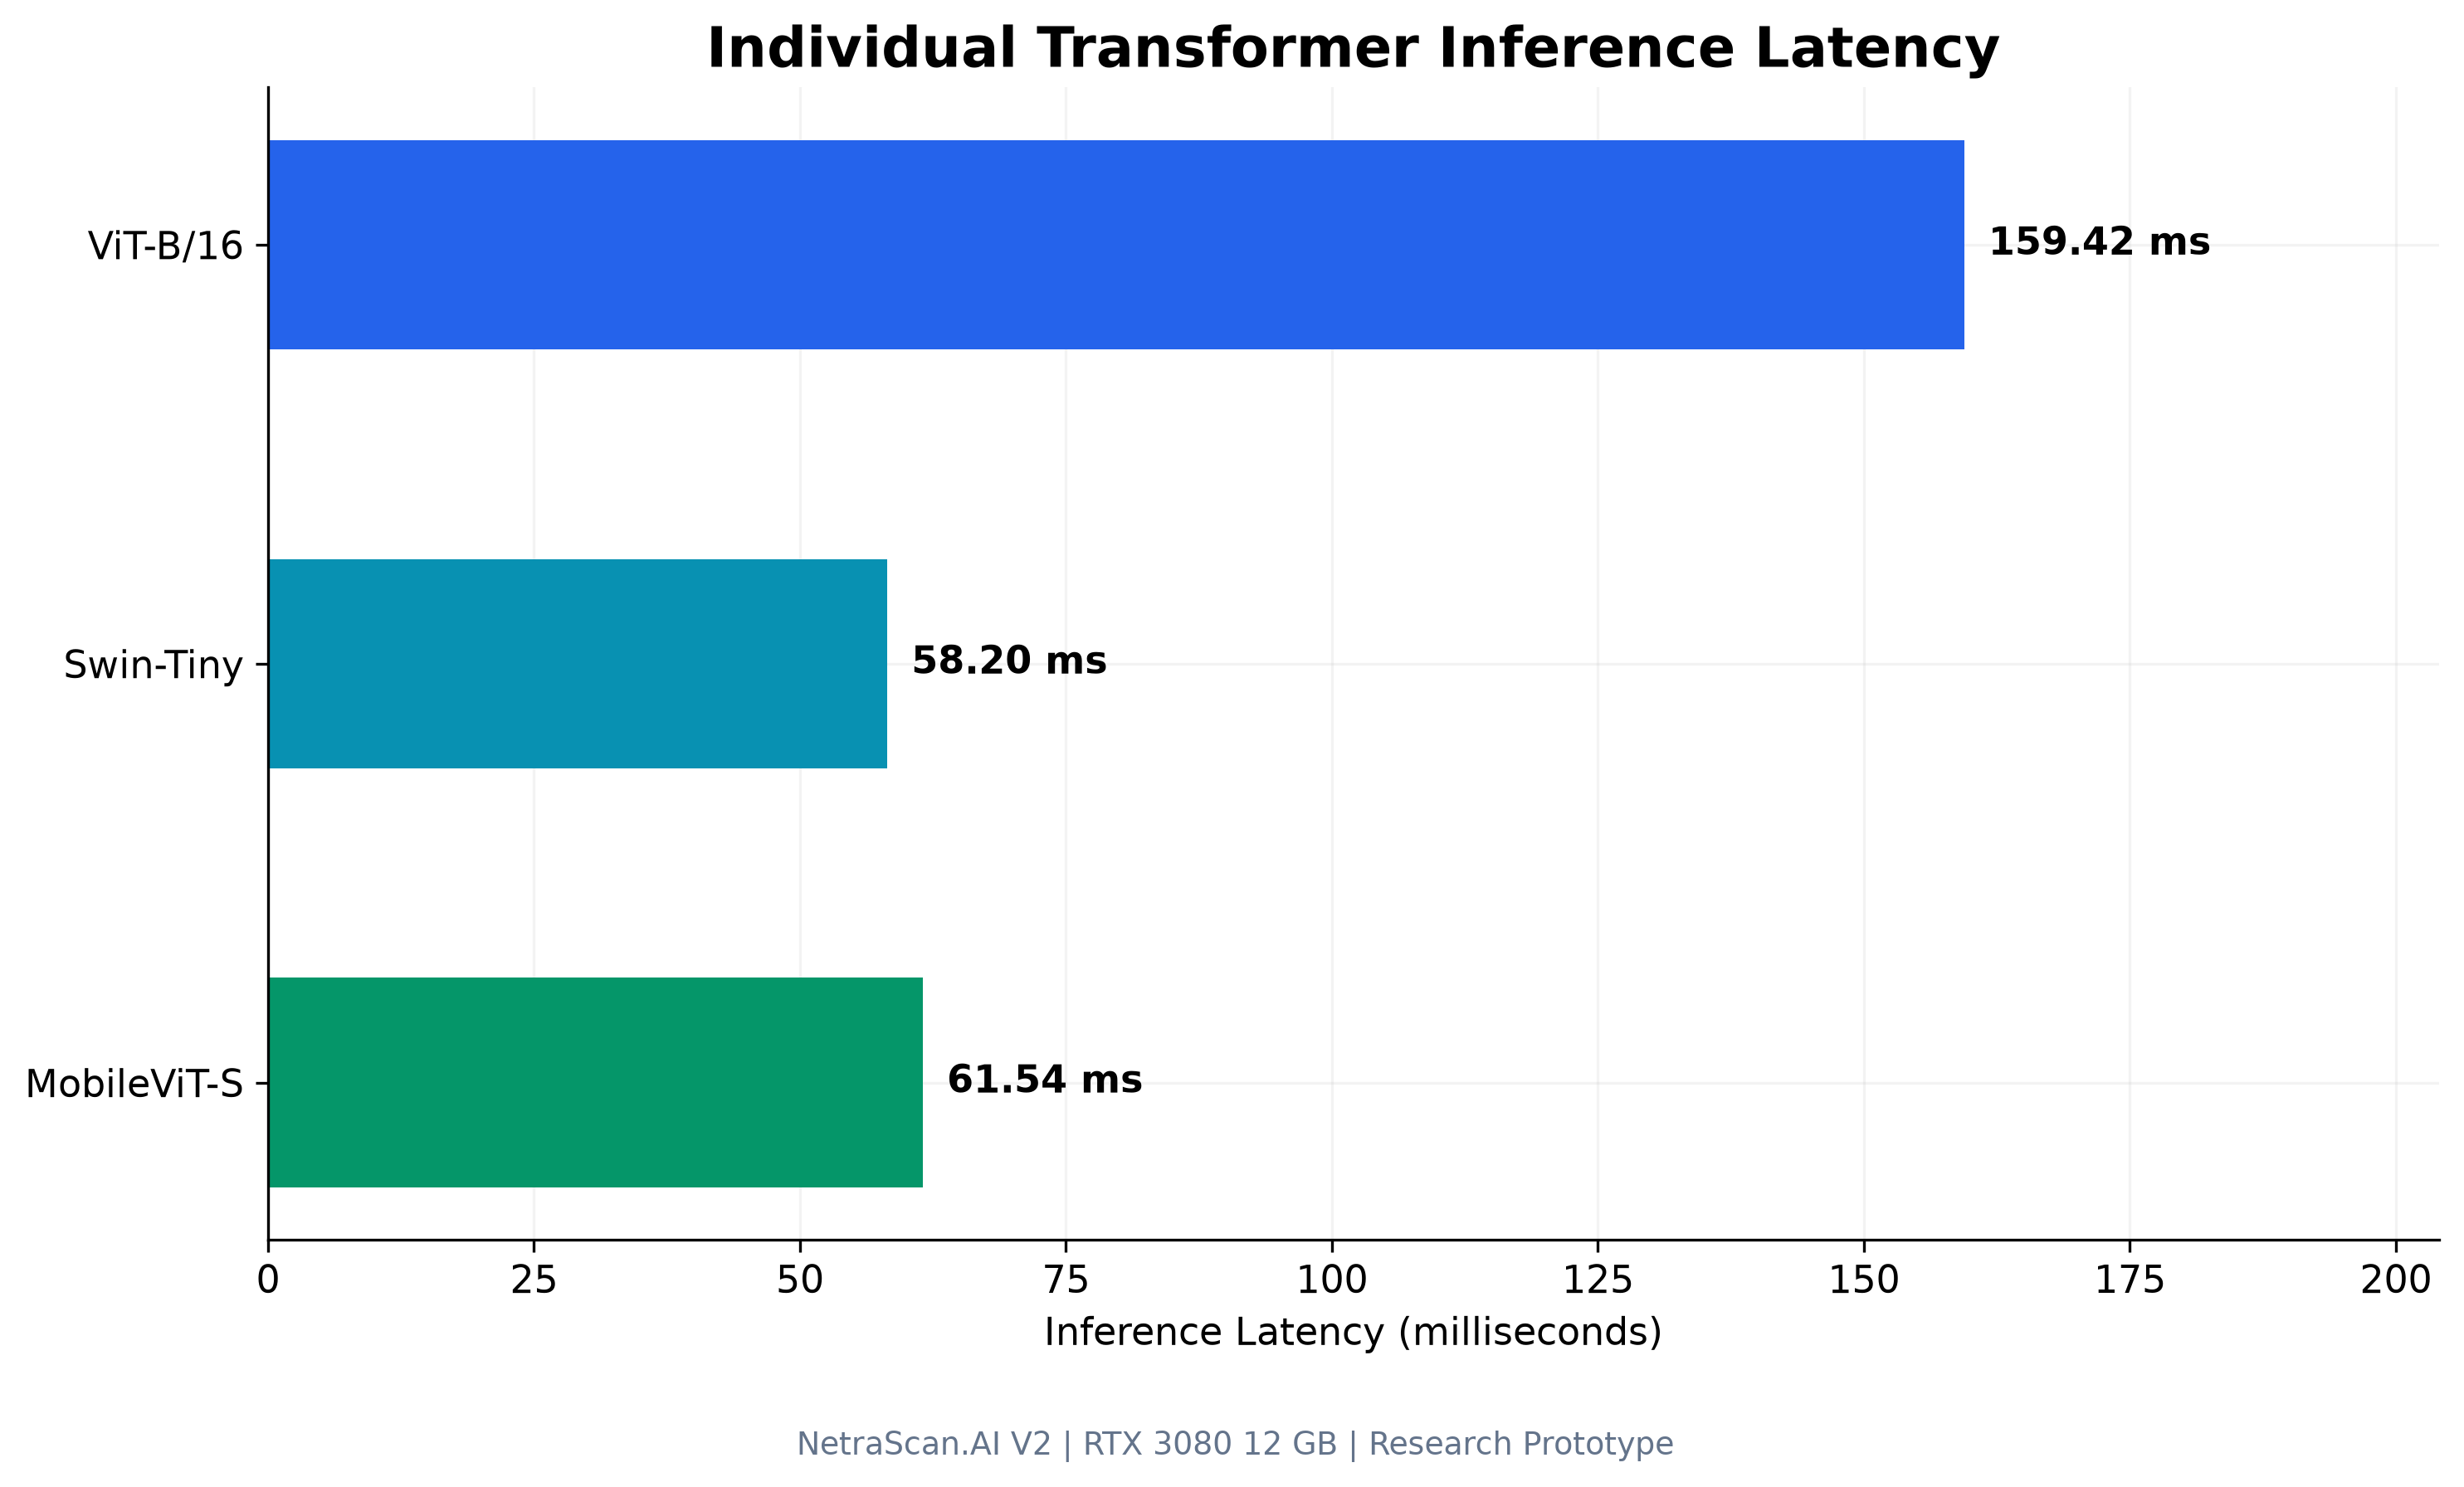 Individual Transformer Inference Latency
ViT-B/16
159.42 ms
Swin-Tiny
58.20 ms
MobileViT-S
61.54 ms
0 25 50 75 100 125 150 175 200
Inference Latency (milliseconds)
NetraScan.AI V2 | RTX 3080 12 GB | Research Prototype